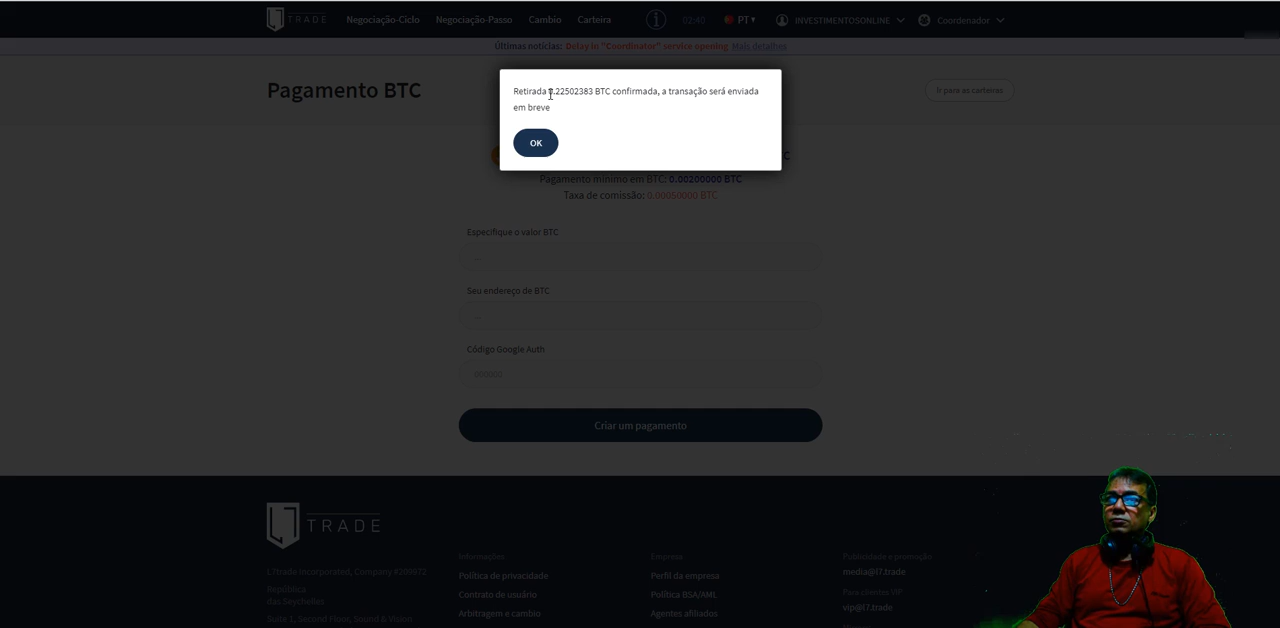 TRADE Negociação-Ciclo Negociação-Passo Cambio Carteira 02:40 PT INVESTIMENTOSONLINE Coordenador
Últimas notícias: Delay in "Coordinator" service opening Mais detalhes
Pagamento BTC
Ir para as carteiras
Retirada .22502383 BTC confirmada, a transação será enviada
em breve
OK
Pagamento mínimo em BTC: 0.00200000 BTC
Taxa de comissão: 0.00050000 BTC
Especifique o valor BTC
Seu endereço de BTC
Código Google Auth
000000
Criar um pagamento
TRADE
Informações
Política de privacidade
Contrato de usuário
Arbitragem e cambio
Empresa
Perfil da empresa
Política BSA/AML
Agentes afiliados
Publicidade e promoção
media@l7.trade
Para clientes VIP
vip@l7.trade
L7Trade Incorporated, Company #209972
República
das Seychelles
Suite 1, Second Floor, Sound & Vision